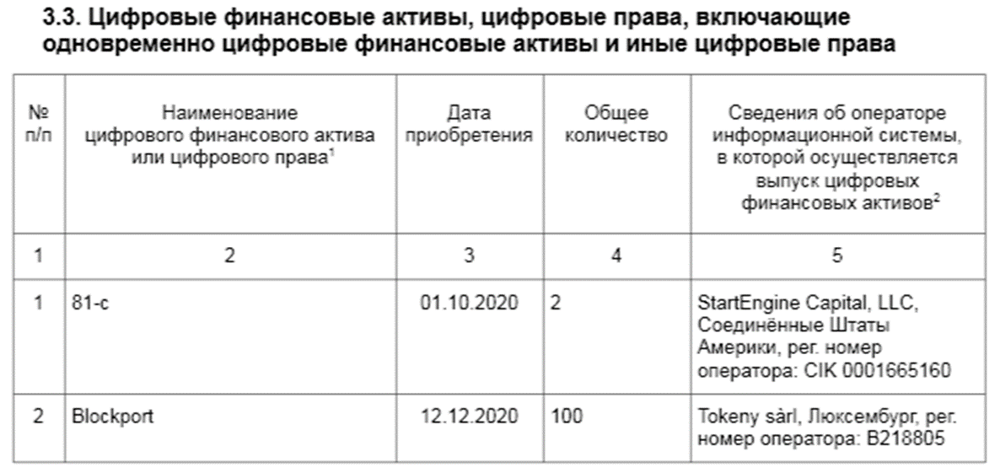 3.3. Цифровые финансовые активы, цифровые права, включающие
одновременно цифровые финансовые активы и иные цифровые права
№
п/п
Наименование
цифрового финансового актива
или цифрового права1
Дата
приобретения
Общее
количество
Сведения об операторе
информационной системы,
в которой осуществляется
выпуск цифровых
финансовых активов2
1
2
3
4
5
1
81-с
01.10.2020
2
StartEngine Capital, LLC,
Соединённые Штаты
Америки, рег. номер
оператора: CIK 0001665160
2
Blockport
12.12.2020
100
Tokeny sàrl, Люксембург, рег.
номер оператора: B218805